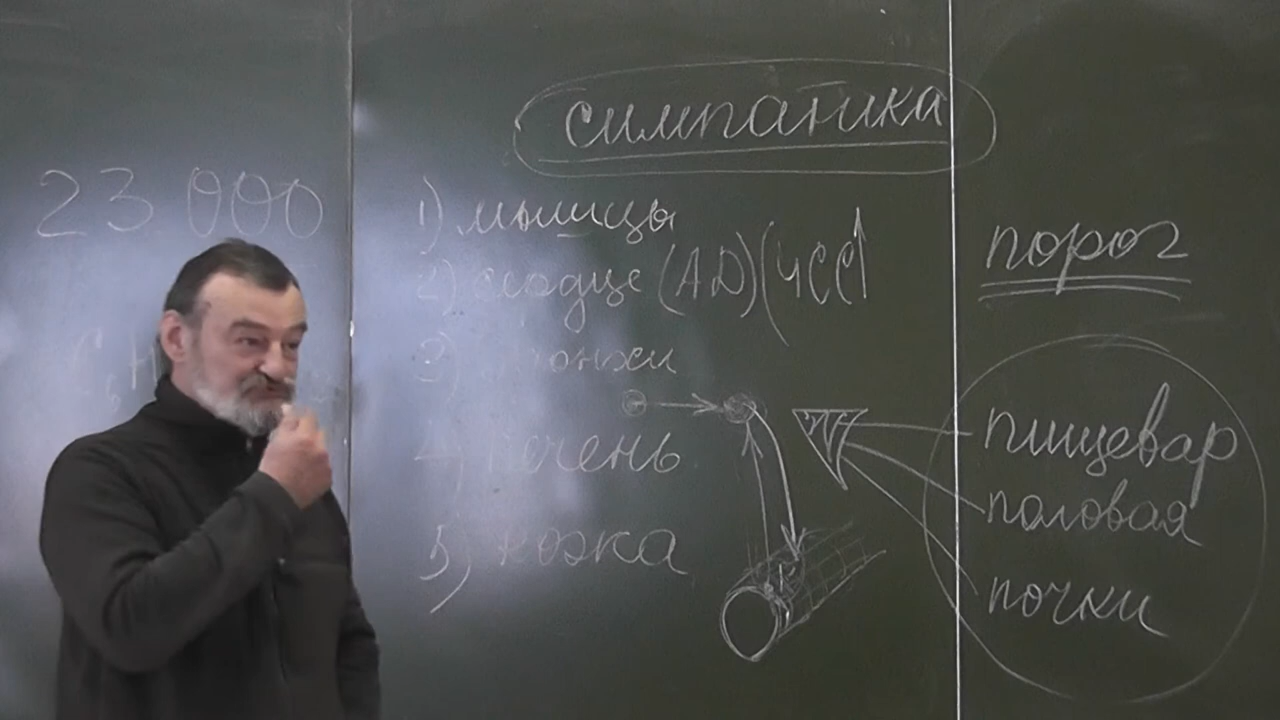 симпатика
23 000
1) мышцы
2) сердце (АД) (ЧСС↑
3) бронхи
4) печень
5) кожа
порог
пищевар
половая
почки